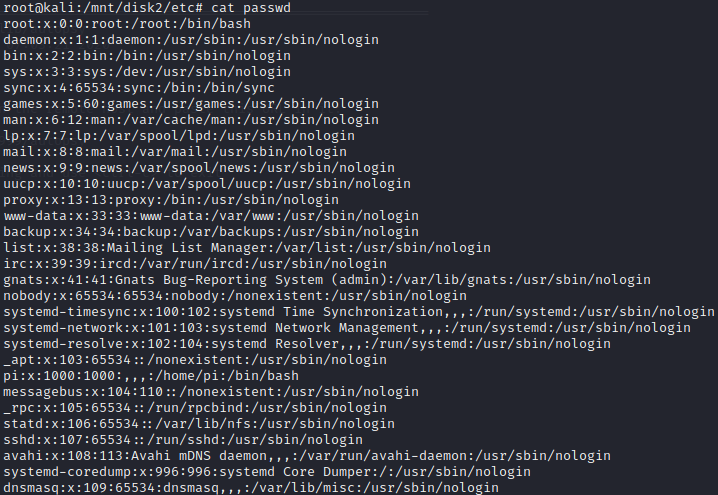 root@kali:/mnt/disk2/etc# cat passwd
root:x:0:0:root:/root:/bin/bash
daemon:x:1:1:daemon:/usr/sbin:/usr/sbin/nologin
bin:x:2:2:bin:/bin:/usr/sbin/nologin
sys:x:3:3:sys:/dev:/usr/sbin/nologin
sync:x:4:65534:sync:/bin:/bin/sync
games:x:5:60:games:/usr/games:/usr/sbin/nologin
man:x:6:12:man:/var/cache/man:/usr/sbin/nologin
lp:x:7:7:lp:/var/spool/lpd:/usr/sbin/nologin
mail:x:8:8:mail:/var/mail:/usr/sbin/nologin
news:x:9:9:news:/var/spool/news:/usr/sbin/nologin
uucp:x:10:10:uucp:/var/spool/uucp:/usr/sbin/nologin
proxy:x:13:13:proxy:/bin:/usr/sbin/nologin
www-data:x:33:33:www-data:/var/www:/usr/sbin/nologin
backup:x:34:34:backup:/var/backups:/usr/sbin/nologin
list:x:38:38:Mailing List Manager:/var/list:/usr/sbin/nologin
irc:x:39:39:ircd:/var/run/ircd:/usr/sbin/nologin
gnats:x:41:41:Gnats Bug-Reporting System (admin):/var/lib/gnats:/usr/sbin/nologin
nobody:x:65534:65534:nobody:/nonexistent:/usr/sbin/nologin
systemd-timesync:x:100:102:systemd Time Synchronization,,,:/run/systemd:/usr/sbin/nologin
systemd-network:x:101:103:systemd Network Management,,,:/run/systemd:/usr/sbin/nologin
systemd-resolve:x:102:104:systemd Resolver,,,:/run/systemd:/usr/sbin/nologin
_apt:x:103:65534::/nonexistent:/usr/sbin/nologin
pi:x:1000:1000:,,,:/home/pi:/bin/bash
messagebus:x:104:110::/nonexistent:/usr/sbin/nologin
_rpc:x:105:65534::/run/rpcbind:/usr/sbin/nologin
statd:x:106:65534::/var/lib/nfs:/usr/sbin/nologin
sshd:x:107:65534::/run/sshd:/usr/sbin/nologin
avahi:x:108:113:Avahi mDNS daemon,,,:/var/run/avahi-daemon:/usr/sbin/nologin
systemd-coredump:x:996:996:systemd Core Dumper:/:/usr/sbin/nologin
dnsmasq:x:109:65534:dnsmasq,,,:/var/lib/misc:/usr/sbin/nologin